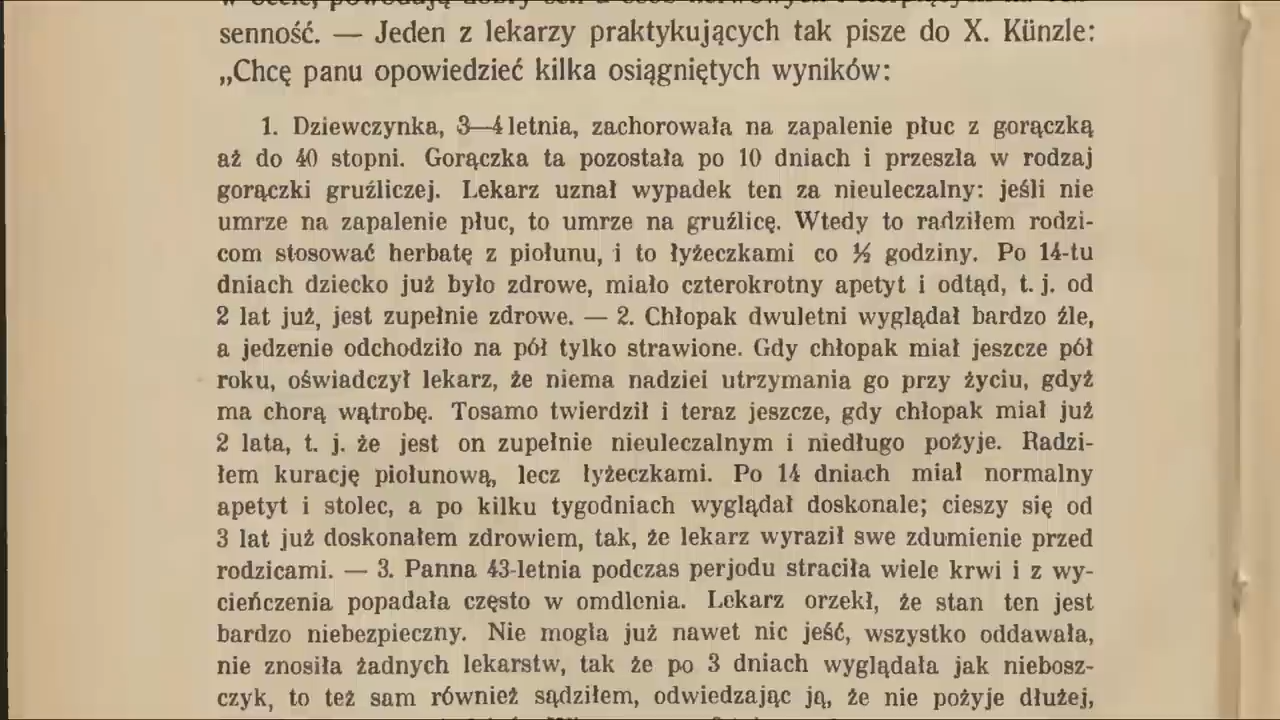 senność. — Jeden z lekarzy praktykujących tak pisze do X. Künzle:
„Chcę panu opowiedzieć kilka osiągniętych wyników:
1. Dziewczynka, 3—4 letnia, zachorowała na zapalenie płuc z gorączką
aż do 40 stopni. Gorączka ta pozostała po 10 dniach i przeszła w rodzaj
gorączki gruźliczej. Lekarz uznał wypadek ten za nieuleczalny: jeśli nie
umrze na zapalenie płuc, to umrze na gruźlicę. Wtedy to radziłem rodzi-
com stosować herbatę z piołunu, i to łyżeczkami co ½ godziny. Po 14-tu
dniach dziecko już było zdrowe, miało czterokrotny apetyt i odtąd, t. j. od
2 lat już, jest zupełnie zdrowe. — 2. Chłopak dwuletni wyglądał bardzo źle,
a jedzenie odchodziło na pół tylko strawione. Gdy chłopak miał jeszcze pół
roku, oświadczył lekarz, że niema nadziei utrzymania go przy życiu, gdyż
ma chorą wątrobę. Tosamo twierdził i teraz jeszcze, gdy chłopak miał już
2 lata, t. j. że jest on zupełnie nieuleczalnym i niedługo pożyje. Radzi-
łem kurację piołunową, lecz łyżeczkami. Po 14 dniach miał normalny
apetyt i stolec, a po kilku tygodniach wyglądał doskonale; cieszy się od
3 lat już doskonałem zdrowiem, tak, że lekarz wyraził swe zdumienie przed
rodzicami. — 3. Panna 43-letnia podczas perjodu straciła wiele krwi i z wy-
cieńczenia popadała często w omdlenia. Lekarz orzekł, że stan ten jest
bardzo niebezpieczny. Nie mogła już nawet nic jeść, wszystko oddawała,
nie znosiła żadnych lekarstw, tak że po 3 dniach wyglądała jak niebosz-
czyk, to też sam również sądziłem, odwiedzając ją, że nie pożyje dłużej,